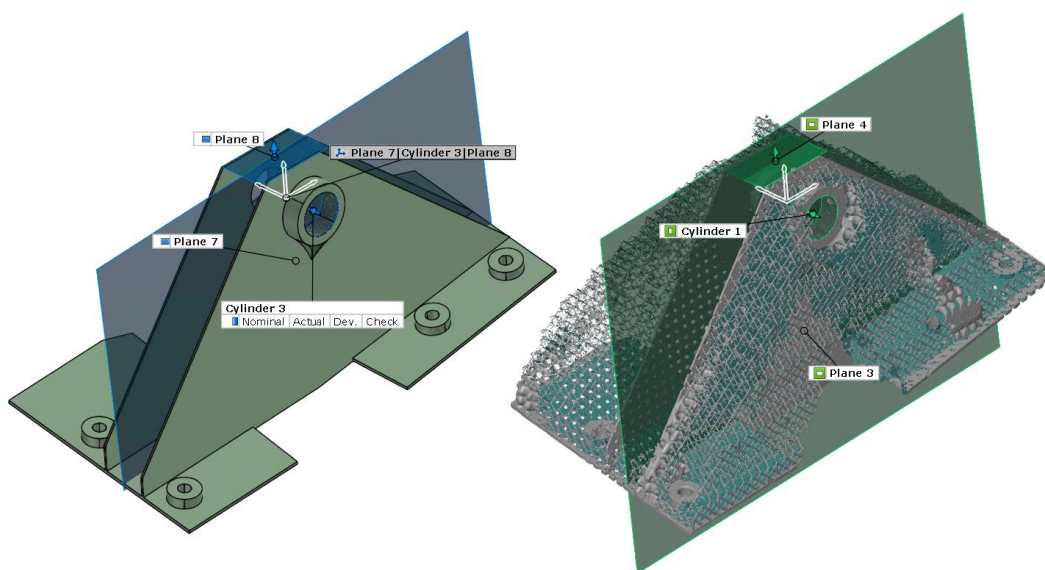 Plane 8
Plane 7|Cylinder 3|Plane 8
Plane 7
Cylinder 3
Nominal Actual Dev. Check
Plane 4
Cylinder 1
Plane 3